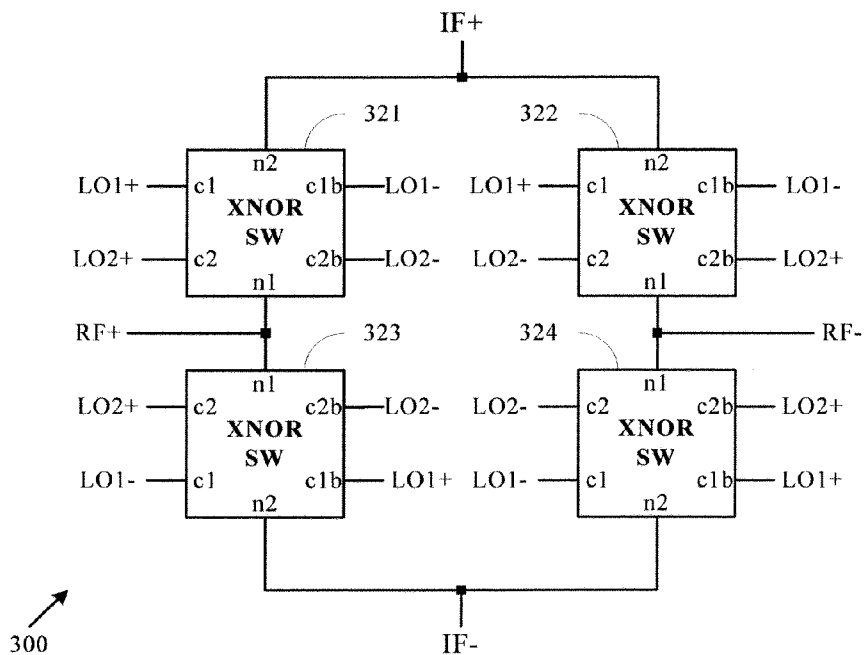 IF+
321
322
n2
n2
LO1+ c1 c1b LO1- LO1+ c1 c1b LO1-
XNOR SW
XNOR SW
LO2+ c2 c2b LO2- LO2- c2 c2b LO2+
n1
n1
RF+
323
324
RF-
n1
n1
LO2+ c2 c2b LO2- LO2- c2 c2b LO2+
XNOR SW
XNOR SW
LO1- c1 c1b LO1+ LO1- c1 c1b LO1+
n2
n2
300
IF-